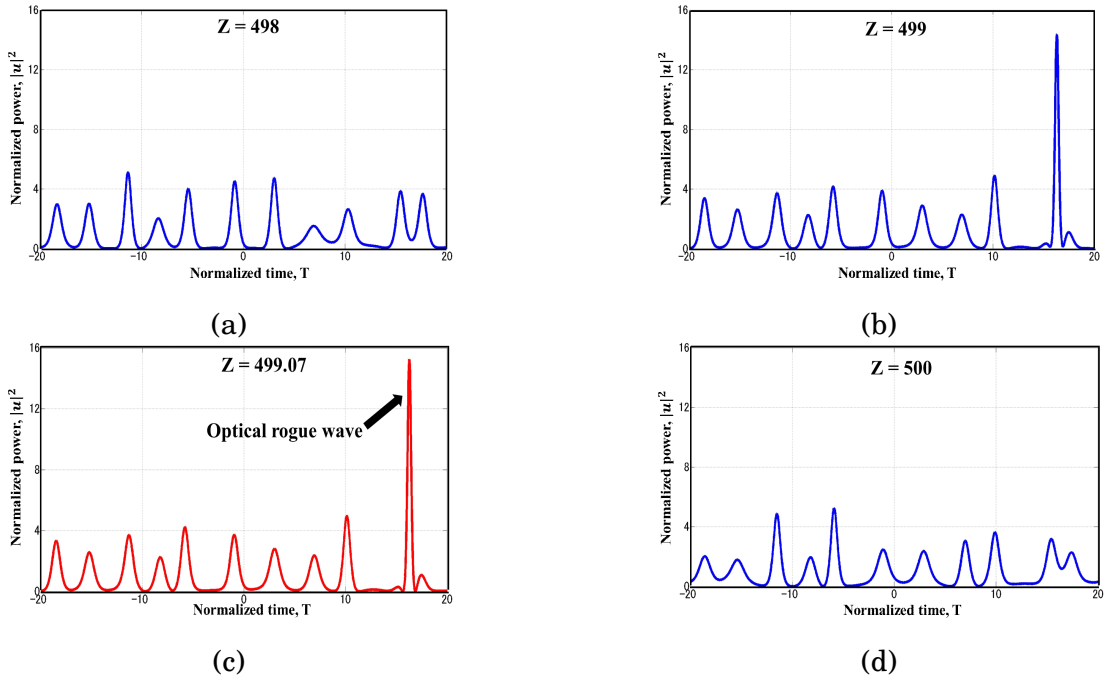 Z = 498
Normalized power, |u|²
16
12
8
4
0
-20
-10
0
10
20
Normalized time, T
(a)
Z = 499
Normalized power, |u|²
16
12
8
4
0
-20
-10
0
10
20
Normalized time, T
(b)
Z = 499.07
Optical rogue wave
Normalized power, |u|²
16
12
8
4
0
-20
-10
0
10
20
Normalized time, T
(c)
Z = 500
Normalized power, |u|²
16
12
8
4
0
-20
-10
0
10
20
Normalized time, T
(d)